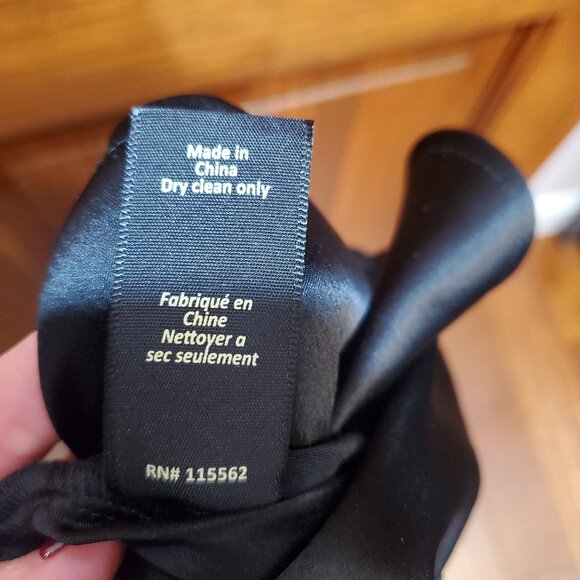 Made in
China
Dry clean only
Fabriqué en
Chine
Nettoyer a
sec seulement
RN# 115562